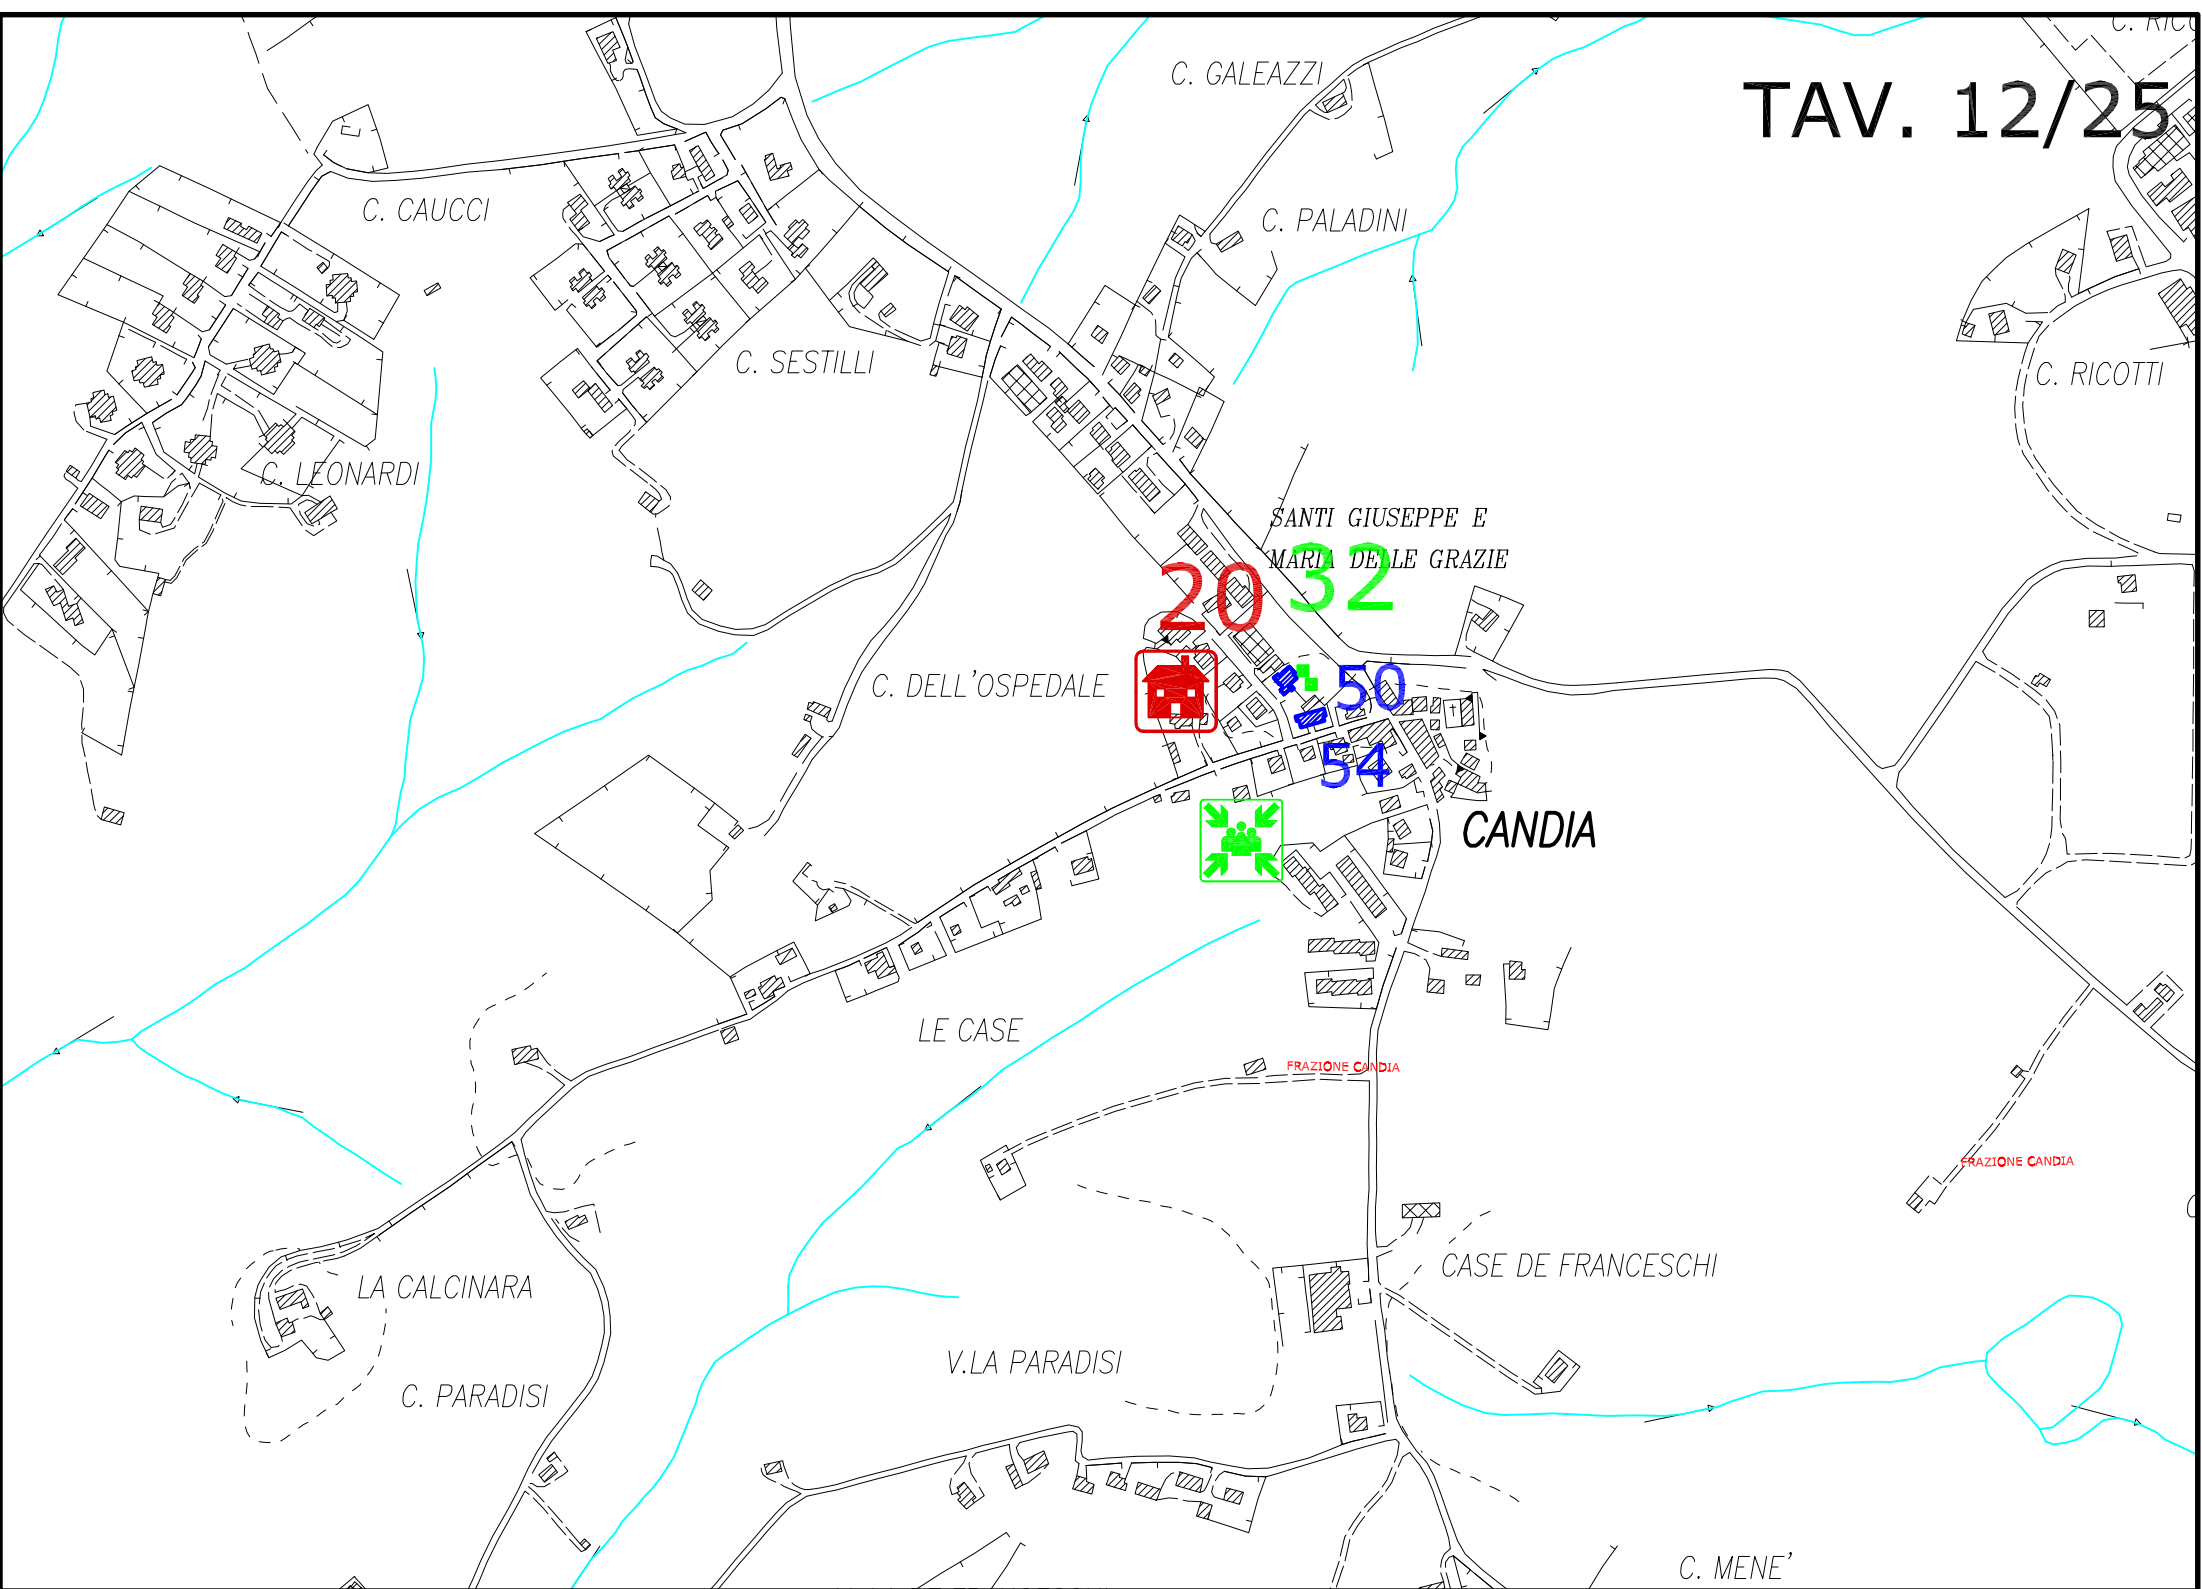 C. GALEAZZI
TAV. 12/25
C. CAUCCI
C. PALADINI
C. SESTILLI
C. RICOTTI
C. LEONARDI
SANTI GIUSEPPE E
MARIA DELLE GRAZIE
32
20
C. DELL'OSPEDALE
50
54
CANDIA
LE CASE
FRAZIONE CANDIA
FRAZIONE CANDIA
CASE DE FRANCESCHI
LA CALCINARA
V.LA PARADISI
C. PARADISI
C. MENE'